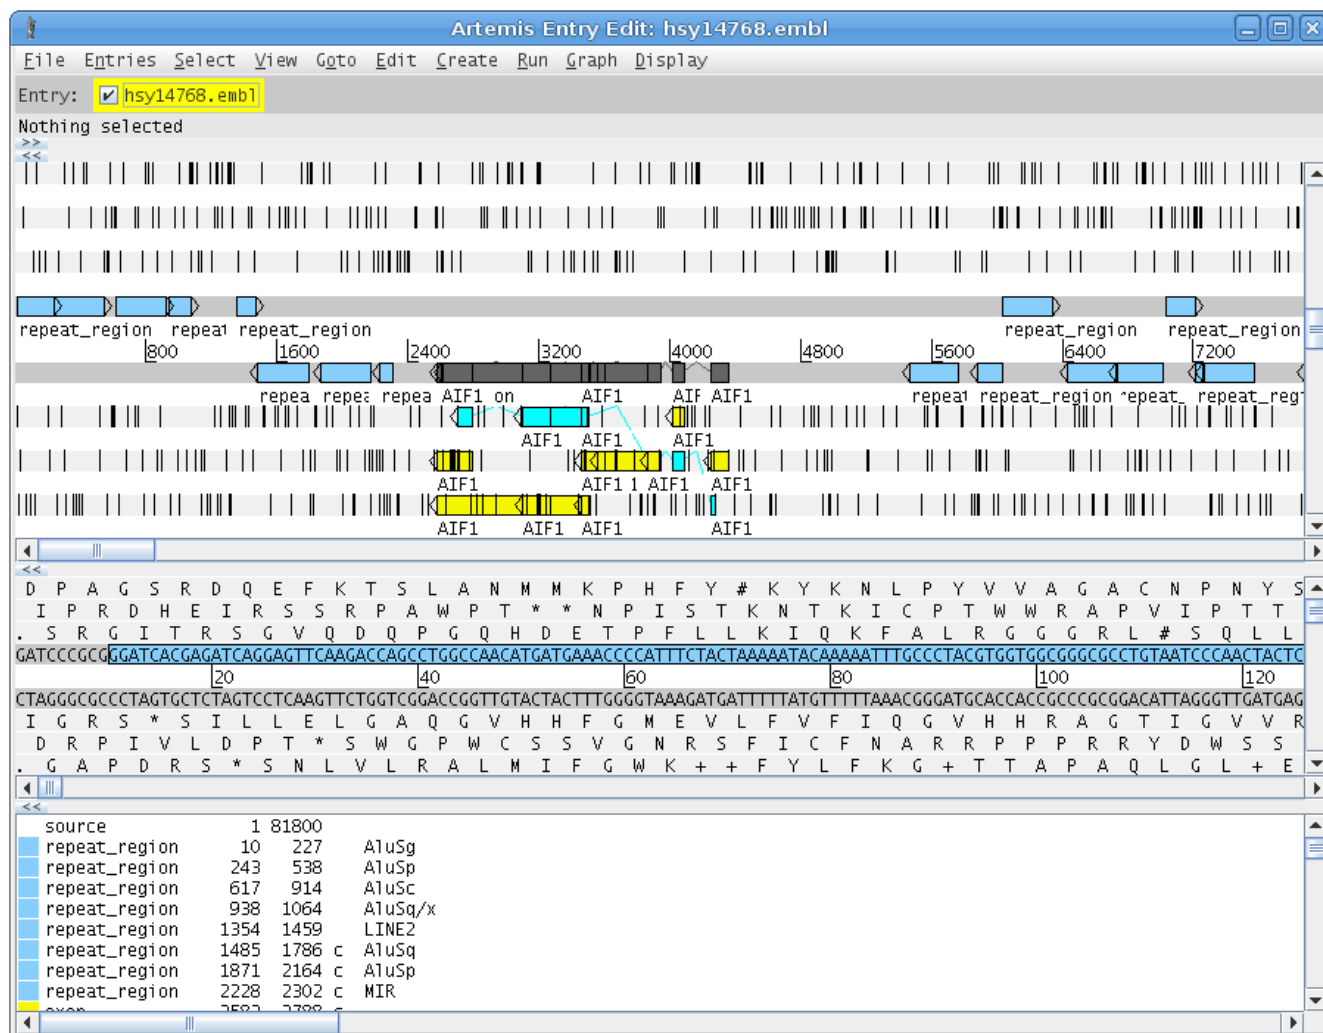 Artemis Entry Edit: hsy14768.embl
File Entries Select View Goto Edit Create Run Graph Display
Entry: hsy14768.embl
Nothing selected
>>
<<
repeat_region repeat repeat_region repeat_region repeat_region
800 1600 2400 3200 4000 4800 5600 6400 7200
repea repea repea AIF1 on AIF1 AIF AIF1 repeat repeat_region repeat_ repeat_regi
AIF1 AIF1 AIF1
AIF1 AIF1 1 AIF1 AIF1
AIF1 AIF1 AIF1 AIF1
<<
D P A G S R D Q E F K T S L A N M M K P H F Y # K Y K N L P Y V V A G A C N P N Y S
I P R D H E I R S S R P A W P T * * N P I S T K N T K I C P T W W R A P V I P T T
. S R G I T R S G V Q D Q P G Q H D E T P F L L K I Q K F A L R G G G R L # S Q L L
GATCCCGCGGGATCACGAGATCAGGAGTTCAAGACCAGCCTGGCCAACATGATGAAACCCCATTTCTACTAAAAATACAAAAATTTGCCCTACGTGGTGGCGGGCGCCTGTAATCCCAACTACTC
20 40 60 80 100 120
CTAGGGCGCCCTAGTGCTCTAGTCCTCAAGTTCTGGTCGGACCGGTTGTACTACTTTGGGGTAAAGATGATTTTTATGTTTTTAAACGGGATGCACCACCGCCCGCGGACATTAGGGTTGATGAG
I G R S * S I L L E L G A Q G V H H F G M E V L F V F I Q G V H H R A G T I G V V R
D R P I V L D P T * S W G P W C S S V G N R S F I C F N A R R P P P R R Y D W S S
. G A P D R S * S N L V L R A L M I F G W K + + F Y L F K G + T T A P A Q L G L + E
<<
source 1 81800
repeat_region 10 227 AluSg
repeat_region 243 538 AluSp
repeat_region 617 914 AluSc
repeat_region 938 1064 AluSq/x
repeat_region 1354 1459 LINE2
repeat_region 1485 1786 c AluSq
repeat_region 1871 2164 c AluSp
repeat_region 2228 2302 c MIR